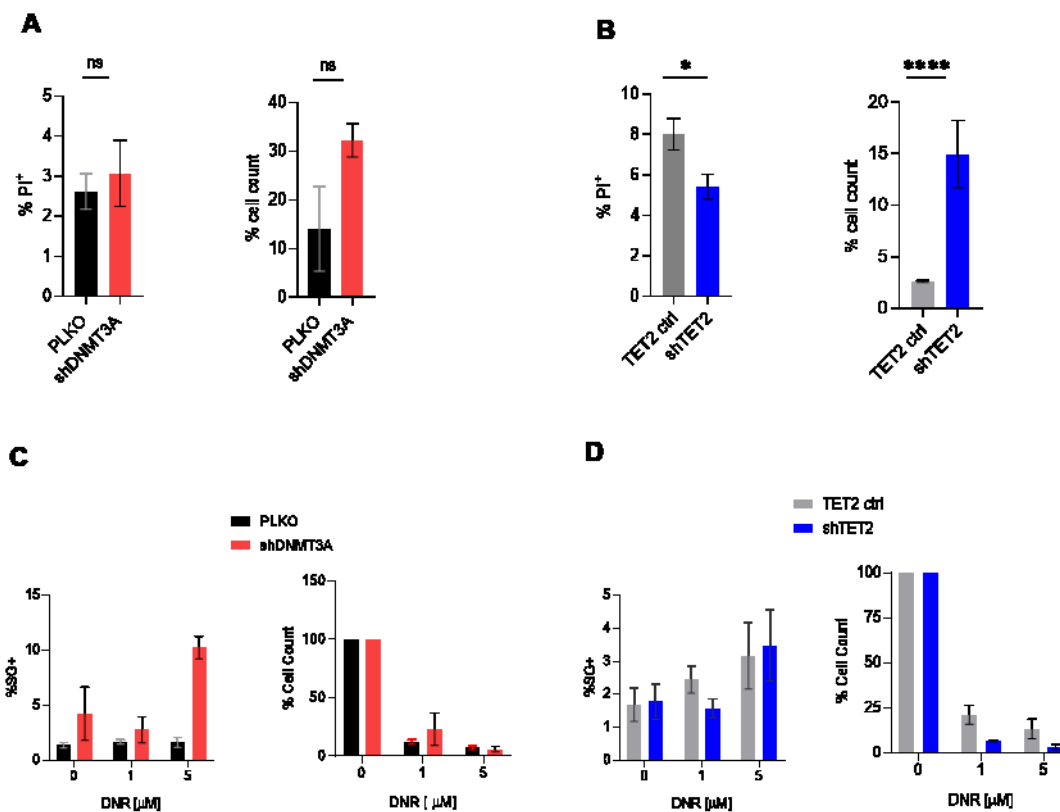 A
B
ns
ns
*
****
5
4
3
2
1
0
% PI+
PLKO
shDNMT3A
40
30
20
10
0
% cell count
PLKO
shDNMT3A
10
8
6
4
2
0
% PI+
TET2 ctrl
shTET2
20
15
10
5
0
% cell count
TET2 ctrl
shTET2
C
D
PLKO
shDNMT3A
TET2 ctrl
shTET2
15
10
5
0
%SG+
0 1 5
DNR [μM]
150
100
50
0
% Cell Count
0 1 5
DNR [ μM]
5
4
3
2
1
0
%SG+
0 1 5
DNR [μM]
100
75
50
25
0
% Cell Count
0 1 5
DNR [μM]